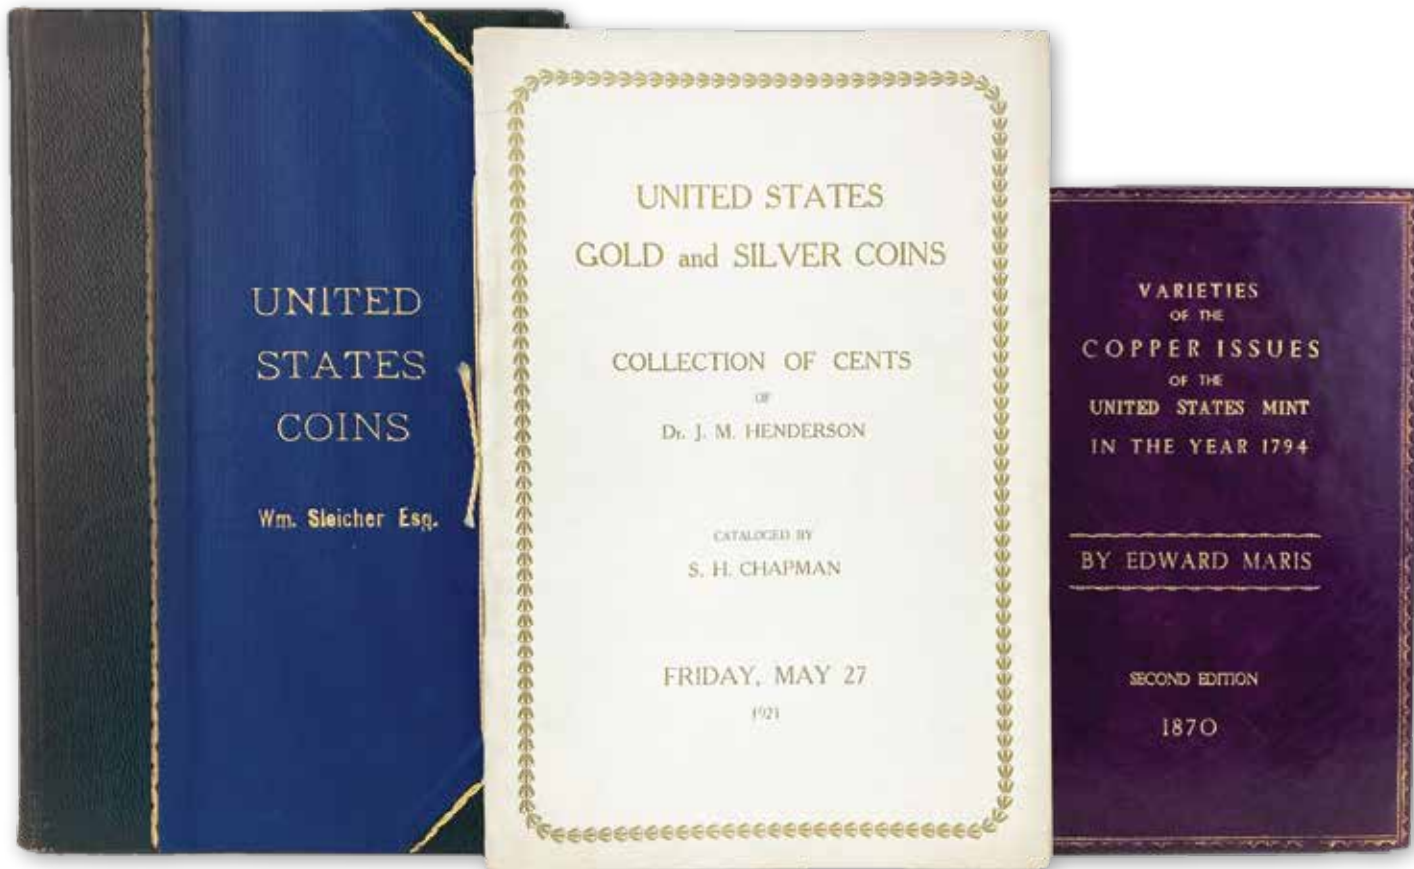 UNITED
STATES
COINS
Wm. Sleicher Esq.
UNITED STATES
GOLD and SILVER COINS
COLLECTION OF CENTS
OF
Dr. J. M. HENDERSON
CATALOGED BY
S. H. CHAPMAN
FRIDAY, MAY 27
1921
VARIETIES
OF THE
COPPER ISSUES
OF THE
UNITED STATES MINT
IN THE YEAR 1794
BY EDWARD MARIS
SECOND EDITION
1870